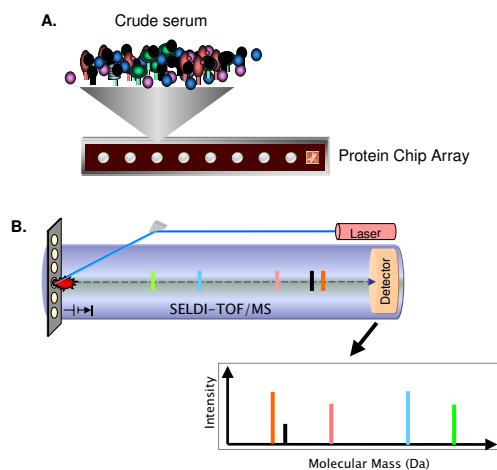 A.
Crude serum
Protein Chip Array
B.
Laser
Detector
SELDI-TOF/MS
Intensity
Molecular Mass (Da)